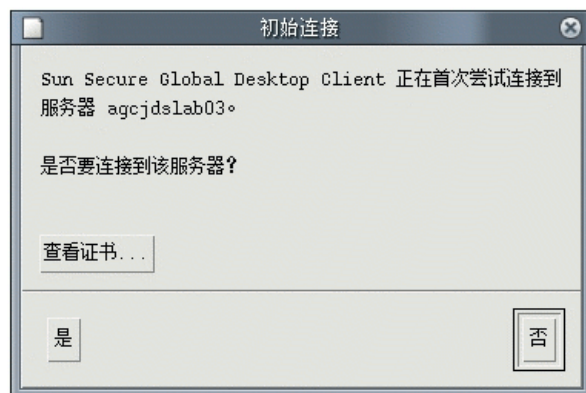 初始连接
Sun Secure Global Desktop Client 正在首次尝试连接到
服务器 agcjdslab03。
是否要连接到该服务器?
查看证书...
是
否